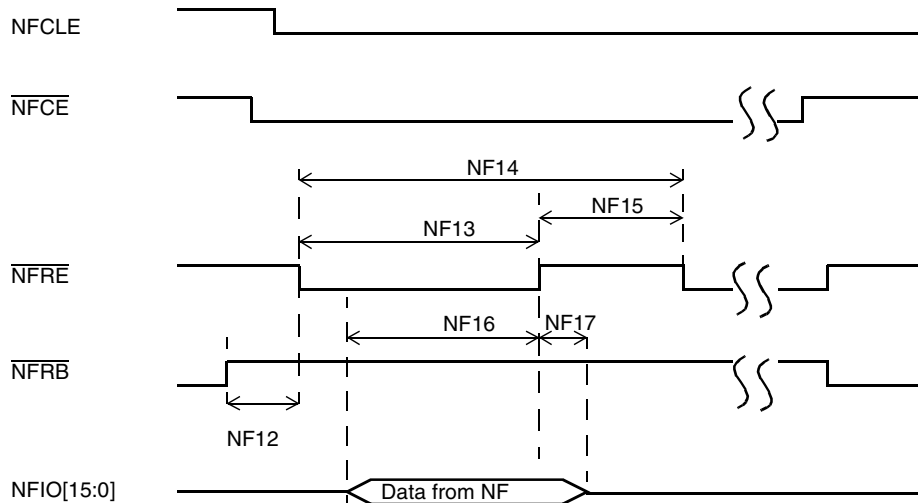 NFCLE
NFCE
NF14
NF15
NF13
NFRE
NF16 NF17
NFRB
NF12
NFIO[15:0] Data from NF